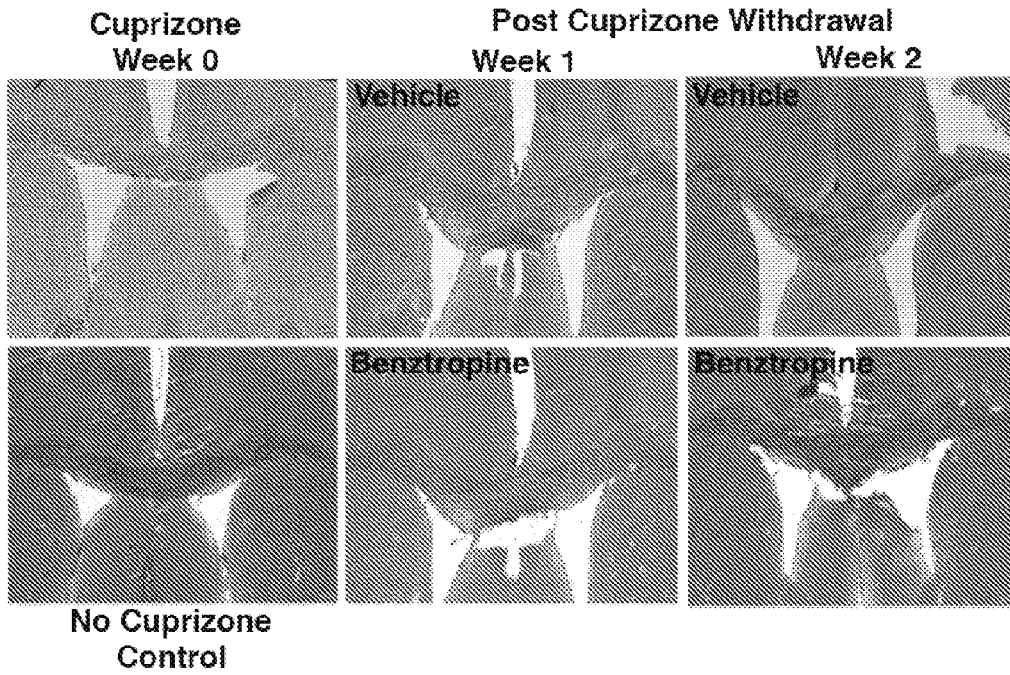 Cuprizone
Week 0
Post Cuprizone Withdrawal
Week 1
Week 2
Vehicle
Vehicle
Benztropine
Benztropine
No Cuprizone
Control